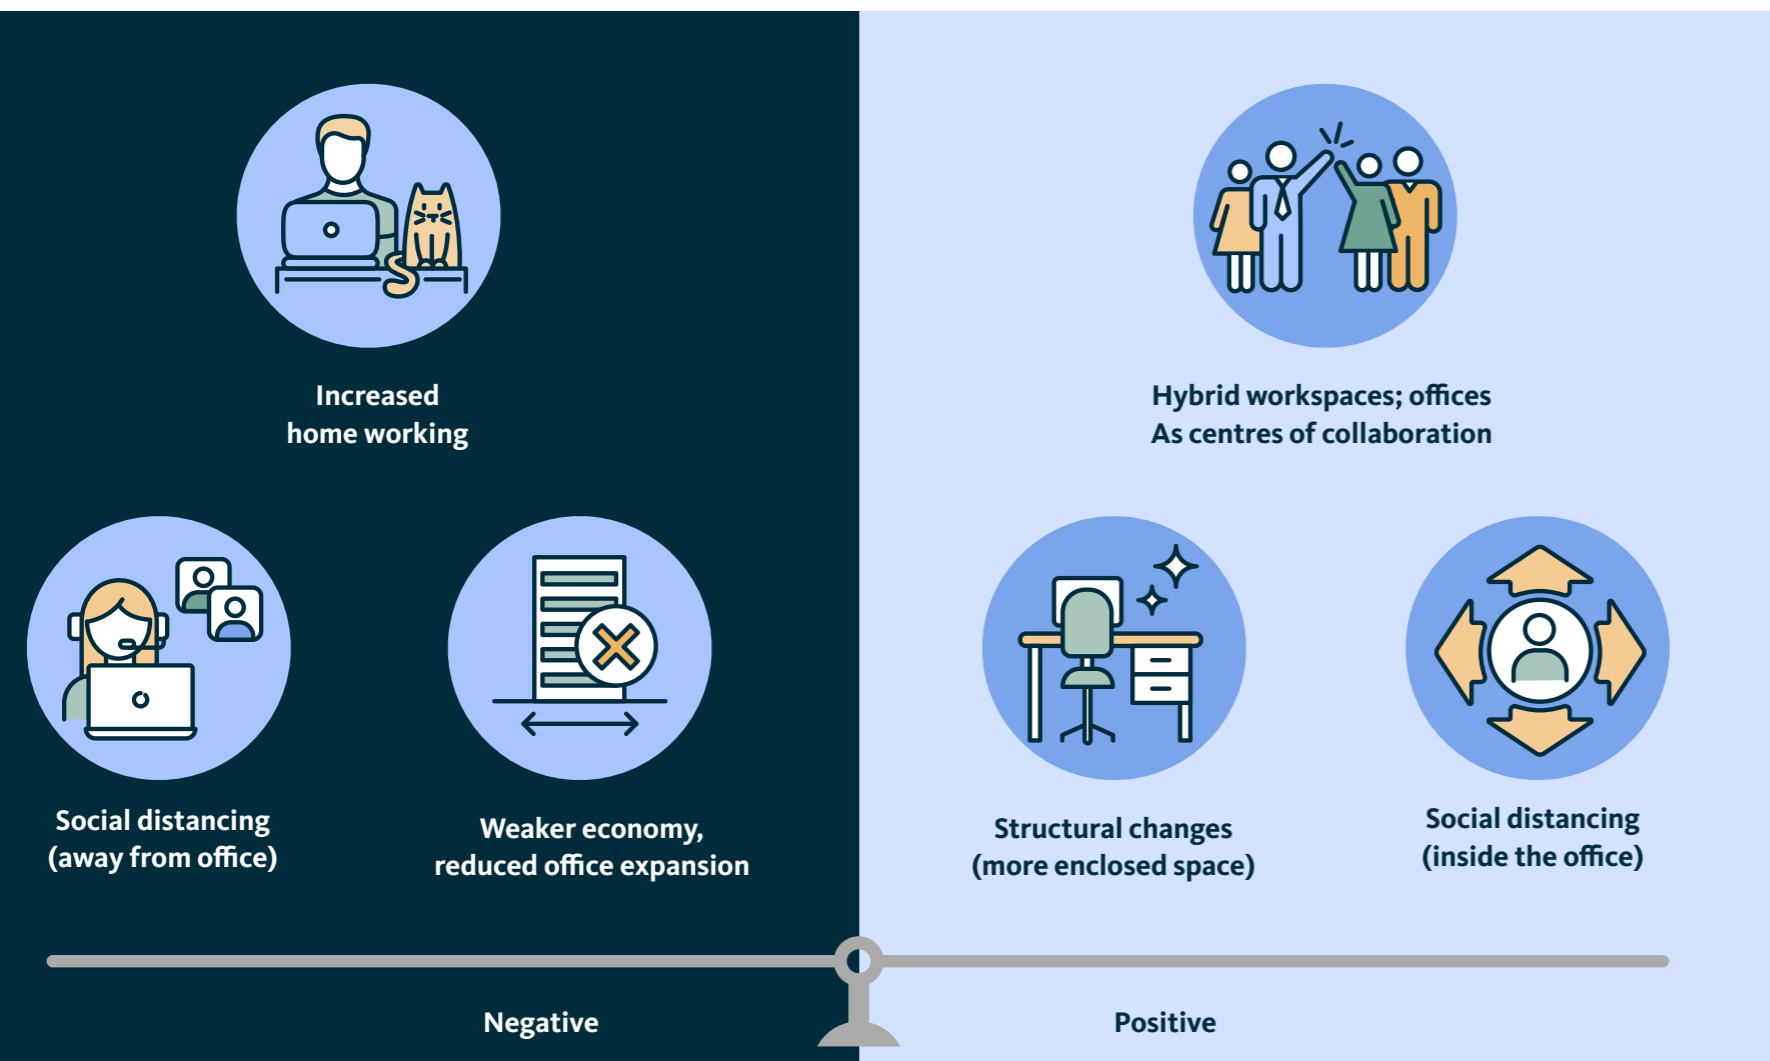 Increased
home working
Hybrid workspaces; offices
As centres of collaboration
Social distancing
(away from office)
Weaker economy,
reduced office expansion
Structural changes
(more enclosed space)
Social distancing
(inside the office)
Negative
Positive